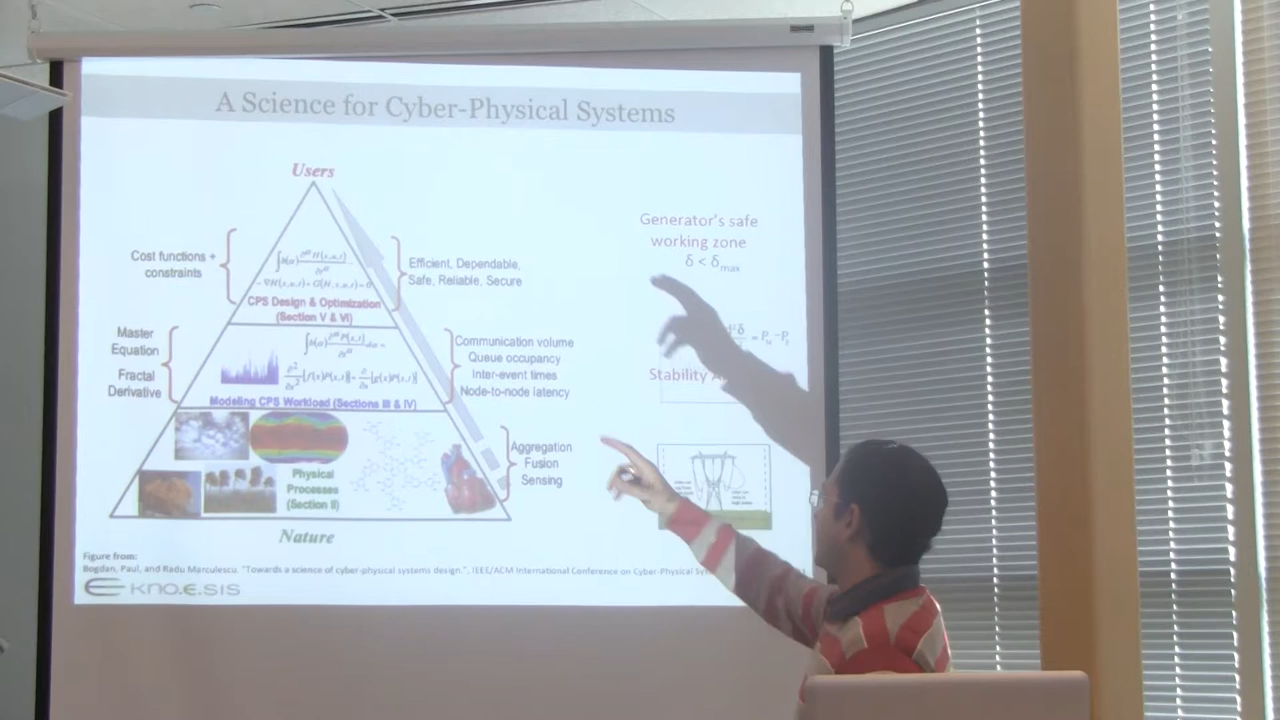 A Science for Cyber-Physical Systems
Users
Cost functions +
constraints
Efficient, Dependable,
Safe, Reliable, Secure
CPS Design & Optimization
(Section V & VI)
Master
Equation
Fractal
Derivative
Communication volume
Queue occupancy
Inter-event times
Node-to-node latency
Modeling CPS Workload (Sections III & IV)
Physical
Processes
(Section II)
Aggregation
Fusion
Sensing
Nature
Generator's safe
working zone
δ < δmax
= Pm − P
Stability
Figure from:
Bogdan, Paul, and Radu Marculescu. "Towards a science of cyber-physical systems design.", IEEE/ACM International Conference on Cyber-Physical
KNO.E.SIS